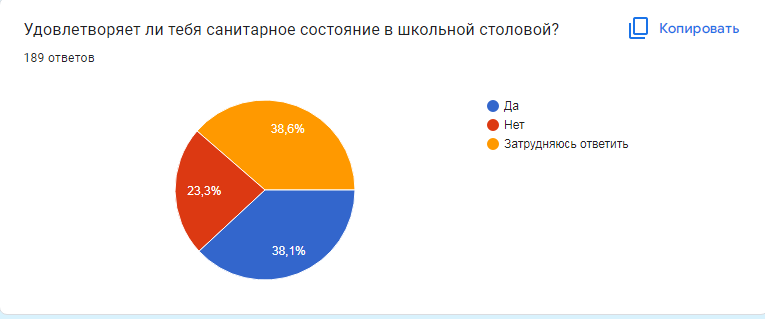 Удовлетворяет ли тебя санитарное состояние в школьной столовой?
Копировать
189 ответов
Да
Нет
Затрудняюсь ответить
38,6%
23,3%
38,1%